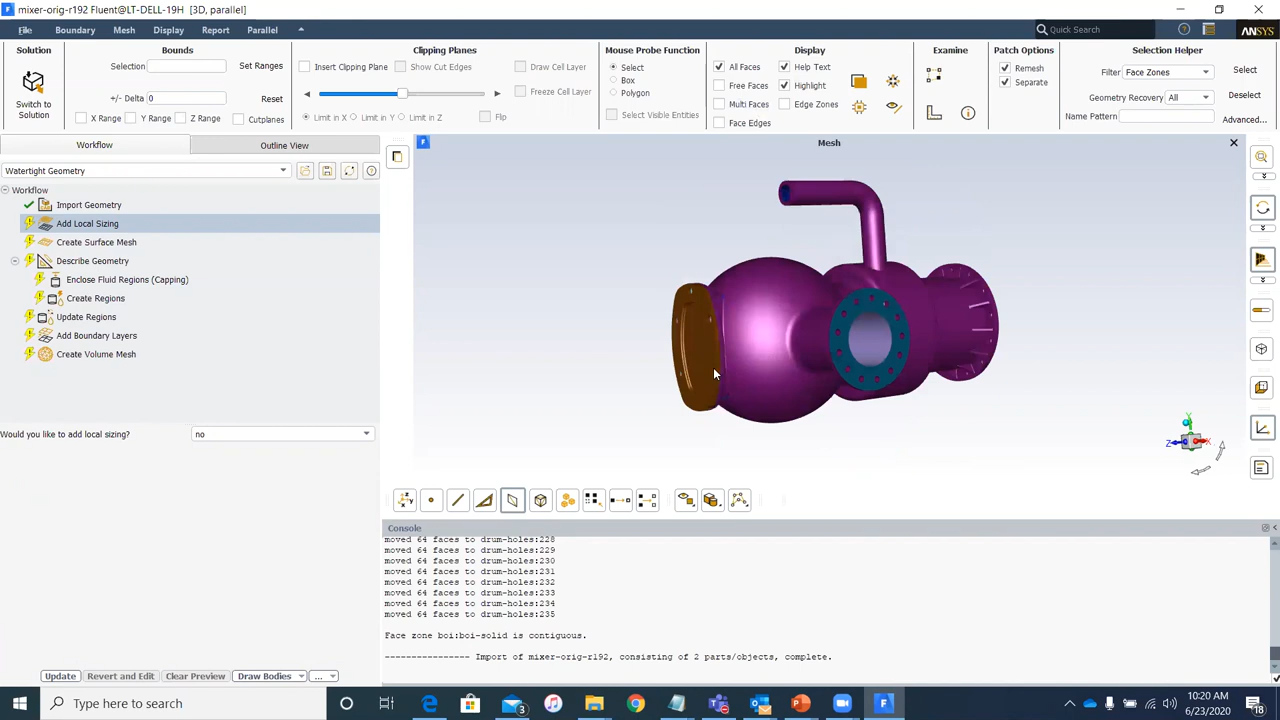 mixer-orig-r192 Fluent@LT-DELL-19H [3D, parallel]
File Boundary Mesh Display Report Parallel Quick Search ANSYS
Solution Bounds Clipping Planes Mouse Probe Function Display Examine Patch Options Selection Helper
Selection Set Ranges
+/- Delta 0 Reset
X Range Y Range Z Range Cutplanes
Switch to
Solution
Insert Clipping Plane Show Cut Edges Draw Cell Layer
Freeze Cell Layer
Limit in X Limit in Y Limit in Z Flip
Select
Box
Polygon
Select Visible Entities
All Faces Help Text
Free Faces Highlight
Multi Faces Edge Zones
Face Edges
Remesh
Separate
Filter Face Zones Select
Geometry Recovery All Deselect
Name Pattern Advanced...
Workflow Outline View
Mesh
Watertight Geometry
Workflow
Import Geometry
Add Local Sizing
Create Surface Mesh
Describe Geometry
Enclose Fluid Regions (Capping)
Create Regions
Update Regions
Add Boundary Layers
Create Volume Mesh
Would you like to add local sizing? no
Update Revert and Edit Clear Preview Draw Bodies ...
Y
Z X
Console
moved 64 faces to drum-holes:228
moved 64 faces to drum-holes:229
moved 64 faces to drum-holes:230
moved 64 faces to drum-holes:231
moved 64 faces to drum-holes:232
moved 64 faces to drum-holes:233
moved 64 faces to drum-holes:234
moved 64 faces to drum-holes:235
Face zone boi:boi-solid is contiguous.
---------------- Import of mixer-orig-r192, consisting of 2 parts/objects, complete.
Type here to search
10:20 AM
6/23/2020